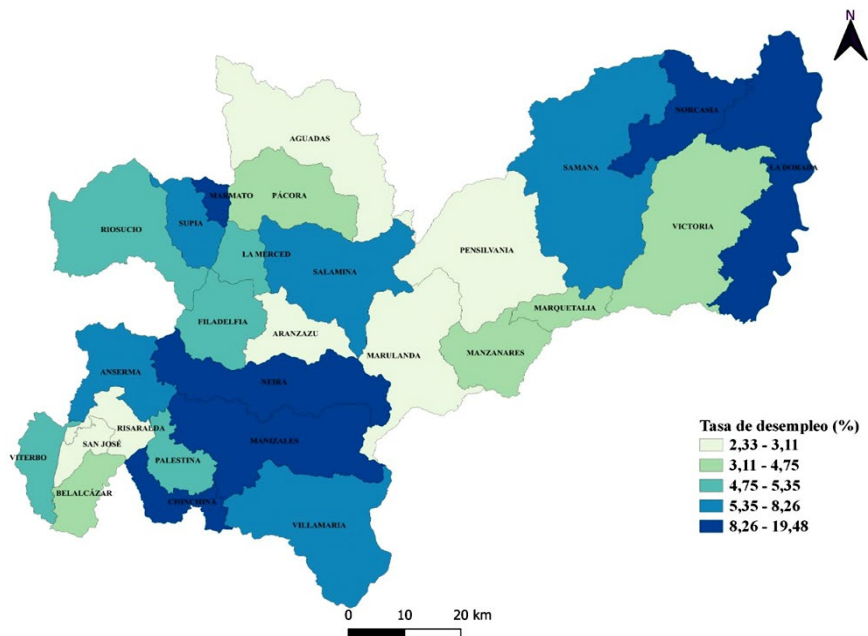 N
AGUADAS
NORCASIA
SAMANA
LA DORADA
MARMATO
PÁCORA
SUPIA
RIOSUCIO
VICTORIA
LA MERCED
PENSILVANIA
SALAMINA
MARQUETALIA
FILADELFIA
ARANZAZU
MARULANDA
MANZANARES
ANSERMA
NEIRA
RISARALDA
SAN JOSÉ
MANIZALES
VITERBO
PALESTINA
BELALCÁZAR
CHINCHINA
VILLAMARIA
Tasa de desempleo (%)
2,33 - 3,11
3,11 - 4,75
4,75 - 5,35
5,35 - 8,26
8,26 - 19,48
0 10 20 km